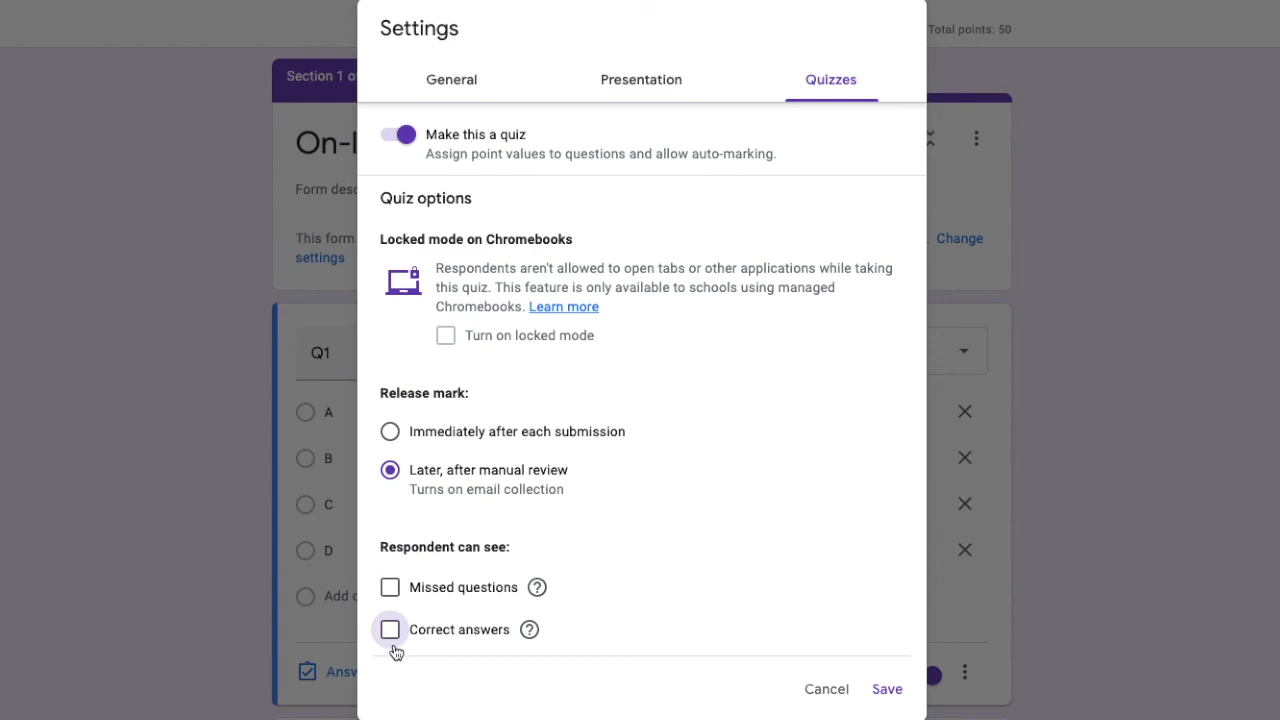 Settings
Total points: 50
General
Presentation
Quizzes
Section 1 o
Make this a quiz
Assign point values to questions and allow auto-marking.
On-
Quiz options
Form desc
Locked mode on Chromebooks
This form
Change
settings
Respondents aren't allowed to open tabs or other applications while taking
this quiz. This feature is only available to schools using managed
Chromebooks. Learn more
Turn on locked mode
Q1
Release mark:
A
Immediately after each submission
B
Later, after manual review
Turns on email collection
C
D
Respondent can see:
Missed questions
Add
Correct answers
Answ
Cancel
Save